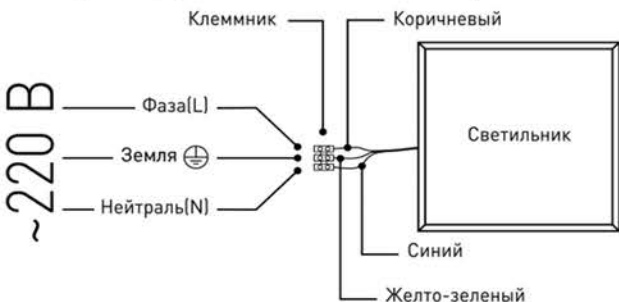 Клеммник
Коричневый
~220 В
Фаза(L)
Земля
Светильник
Нейтраль(N)
Синий
Желто-зеленый